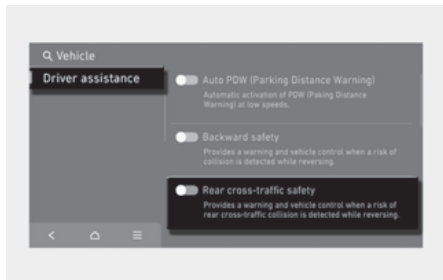 Vehicle
Driver assistance
Auto PDW (Parking Distance Warning)
Automatic activation of PDW (Paking Distance
Warning) at low speeds.
Backward safety
Provides a warning and vehicle control when a risk of
collision is detected while reversing.
Rear cross-traffic safety
Provides a warning and vehicle control when a risk of
rear cross-traffic collision is detected while reversing.